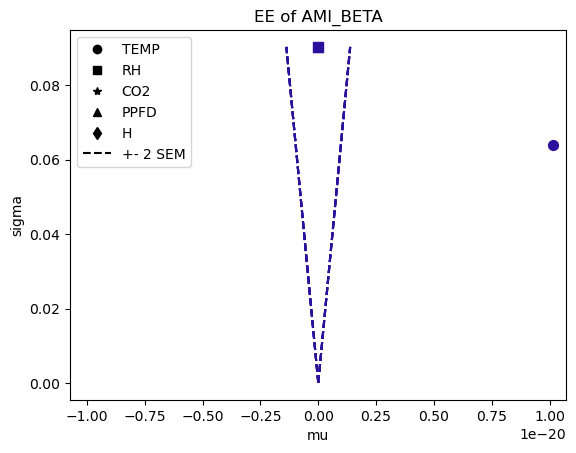 EE of AMI_BETA
TEMP
RH
CO2
PPFD
H
+- 2 SEM
sigma
0.08
0.06
0.04
0.02
0.00
−1.00 −0.75 −0.50 −0.25 0.00 0.25 0.50 0.75 1.00
mu
1e−20